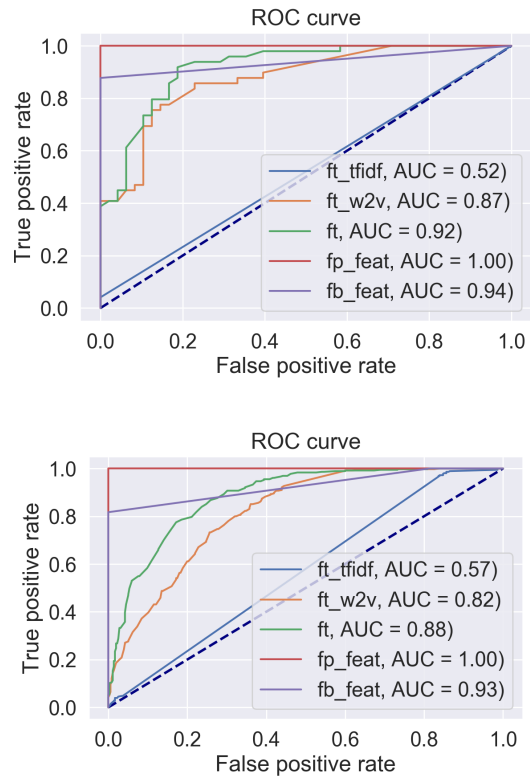 ROC curve
1.0
0.8
0.6
0.4
0.2
0.0
True positive rate
ft_tfidf, AUC = 0.52)
ft_w2v, AUC = 0.87)
ft, AUC = 0.92)
fp_feat, AUC = 1.00)
fb_feat, AUC = 0.94)
0.0 0.2 0.4 0.6 0.8 1.0
False positive rate
ROC curve
1.0
0.8
0.6
0.4
0.2
0.0
True positive rate
ft_tfidf, AUC = 0.57)
ft_w2v, AUC = 0.82)
ft, AUC = 0.88)
fp_feat, AUC = 1.00)
fb_feat, AUC = 0.93)
0.0 0.2 0.4 0.6 0.8 1.0
False positive rate